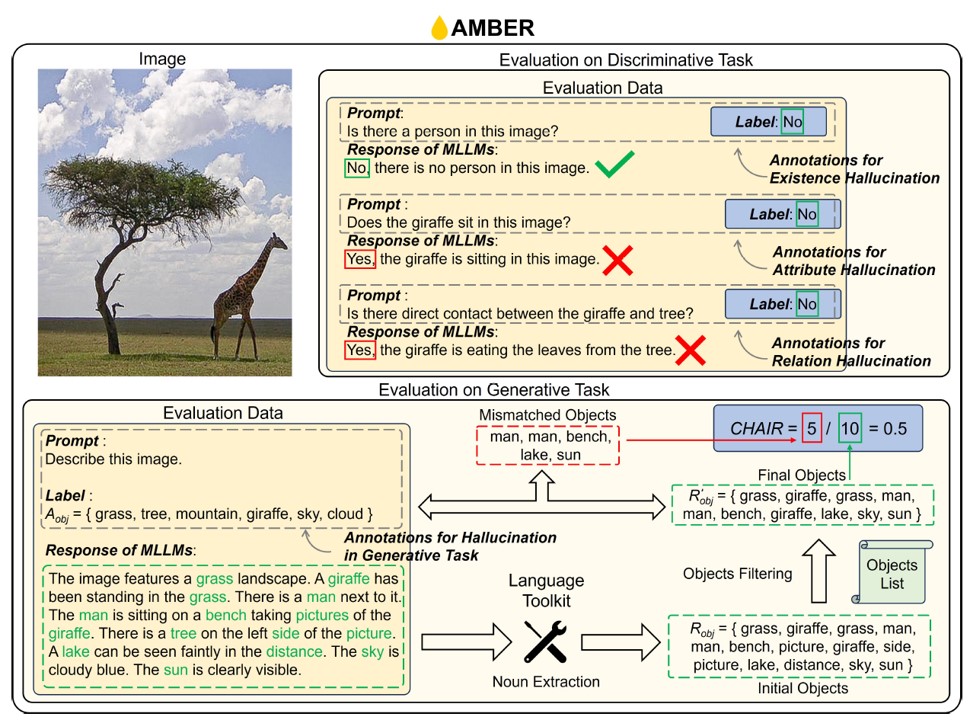 AMBER
Image
Evaluation on Discriminative Task
Evaluation Data
Prompt:
Is there a person in this image?
Label: No
Response of MLLMs:
No, there is no person in this image.
Annotations for
Existence Hallucination
Prompt :
Does the giraffe sit in this image?
Label: No
Response of MLLMs:
Yes, the giraffe is sitting in this image.
Annotations for
Attribute Hallucination
Prompt :
Is there direct contact between the giraffe and tree?
Label: No
Response of MLLMs:
Yes, the giraffe is eating the leaves from the tree.
Annotations for
Relation Hallucination
Evaluation on Generative Task
Evaluation Data
Prompt :
Describe this image.
Label :
A_obj = { grass, tree, mountain, giraffe, sky, cloud }
Annotations for Hallucination
in Generative Task
Response of MLLMs:
The image features a grass landscape. A giraffe has
been standing in the grass. There is a man next to it.
The man is sitting on a bench taking pictures of the
giraffe. There is a tree on the left side of the picture.
A lake can be seen faintly in the distance. The sky is
cloudy blue. The sun is clearly visible.
Mismatched Objects
man, man, bench,
lake, sun
CHAIR = 5 / 10 = 0.5
Final Objects
R'_obj = { grass, giraffe, grass, man,
man, bench, giraffe, lake, sky, sun }
Objects Filtering
Objects
List
Language
Toolkit
Noun Extraction
R_obj = { grass, giraffe, grass, man,
man, bench, picture, giraffe, side,
picture, lake, distance, sky, sun }
Initial Objects